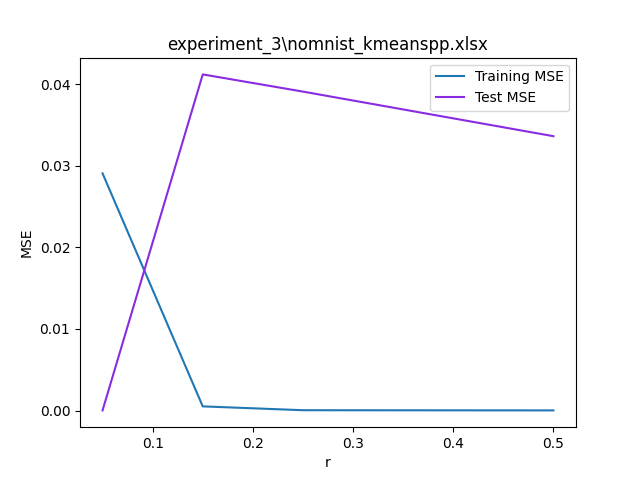 experiment_3\nomnist_kmeanspp.xlsx
Training MSE
Test MSE
MSE
0.04
0.03
0.02
0.01
0.00
0.1 0.2 0.3 0.4 0.5
r